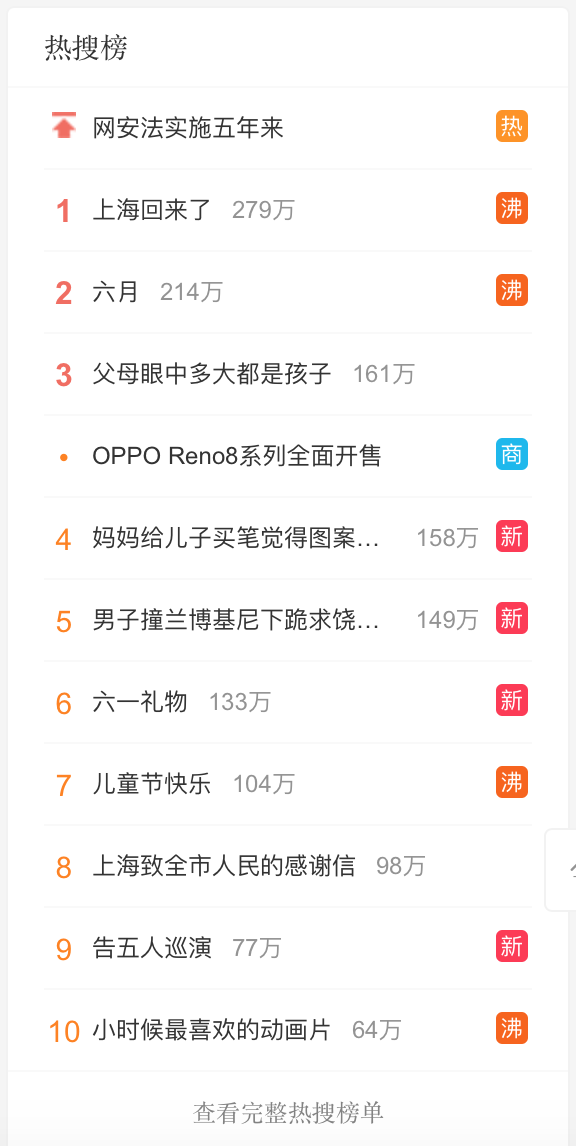 热搜榜
网安法实施五年来 热
1 上海回来了 279万 沸
2 六月 214万 沸
3 父母眼中多大都是孩子 161万
• OPPO Reno8系列全面开售 商
4 妈妈给儿子买笔觉得图案… 158万 新
5 男子撞兰博基尼下跪求饶… 149万 新
6 六一礼物 133万 新
7 儿童节快乐 104万 沸
8 上海致全市人民的感谢信 98万
9 告五人巡演 77万 新
10 小时候最喜欢的动画片 64万 沸
查看完整热搜榜单